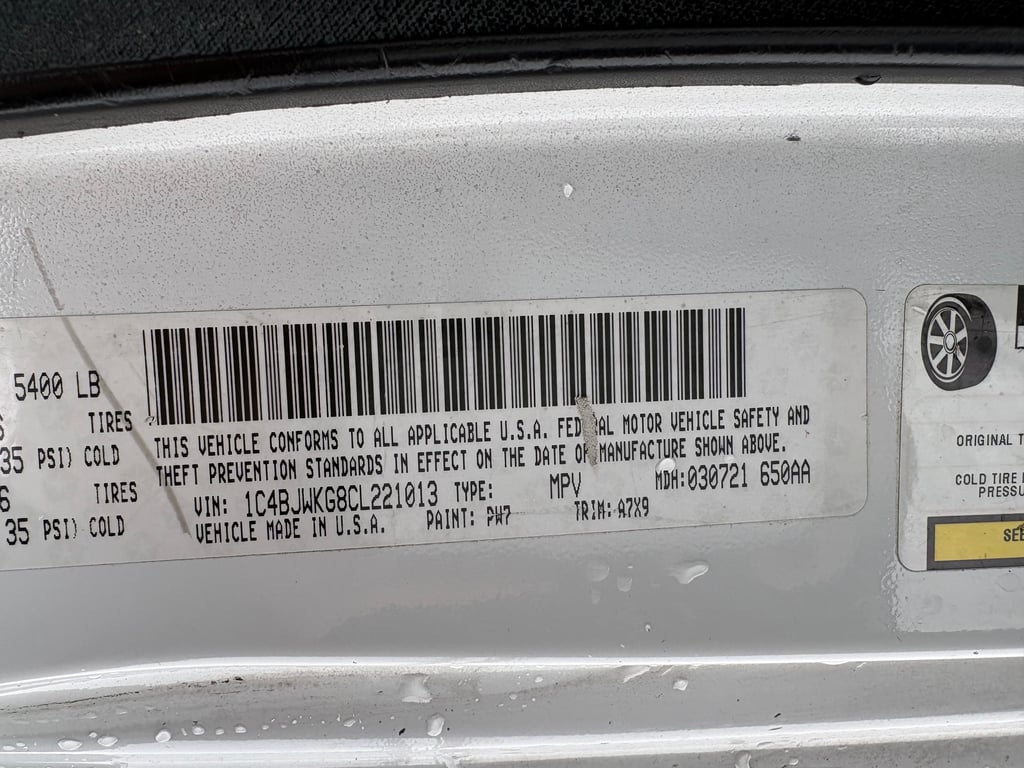 5400 LB
TIRES
35 PSI) COLD
6 TIRES
35 PSI) COLD
THIS VEHICLE CONFORMS TO ALL APPLICABLE U.S.A. FEDERAL MOTOR VEHICLE SAFETY AND
THEFT PREVENTION STANDARDS IN EFFECT ON THE DATE OF MANUFACTURE SHOWN ABOVE.
VIN: 1C4BJWKG8CL221013 TYPE: MPV MDH:030721 650AA
VEHICLE MADE IN U.S.A. PAINT: PW7 TRIM:A7X9
ORIGINAL T
COLD TIRE
PRESSU
SEE